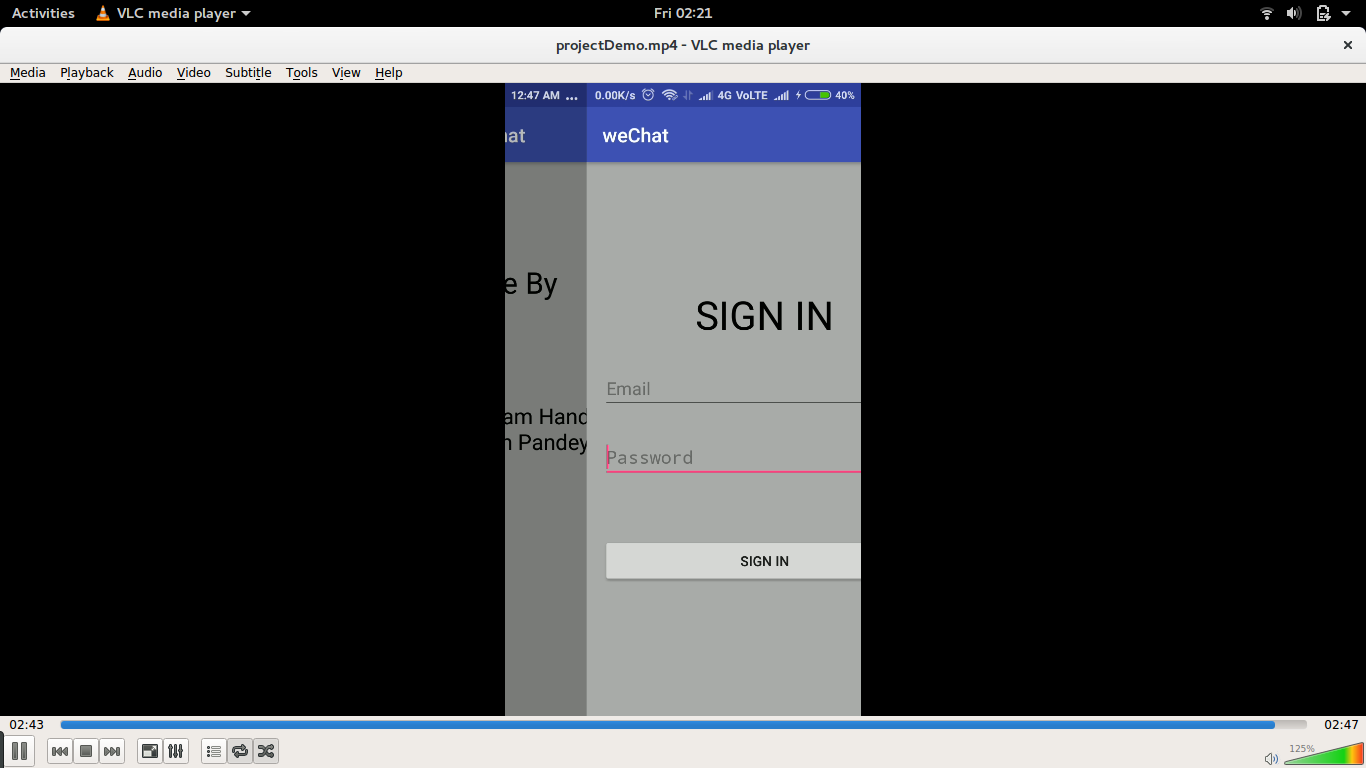 Activities VLC media player Fri 02:21
projectDemo.mp4 - VLC media player
Media Playback Audio Video Subtitle Tools View Help
12:47 AM ... 0.00K/s 4G VoLTE 40%
weChat
e By
SIGN IN
Email
am Hand
Pandey
Password
SIGN IN
02:43 02:47
125%